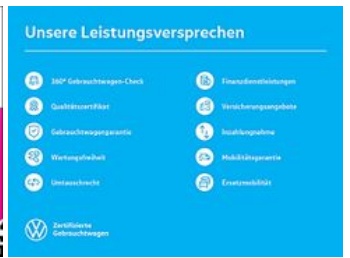 Unsere Leistungsversprechen
360° Gebrauchtwagen-Check
Qualitätszertifikat
Gebrauchtwagengarantie
Wartungsfreiheit
Umtauschrecht
Finanzdienstleistungen
Versicherungsangebote
Inzahlungnahme
Mobilitätsgarantie
Ersatzmobilität
Zertifizierte
Gebrauchtwagen